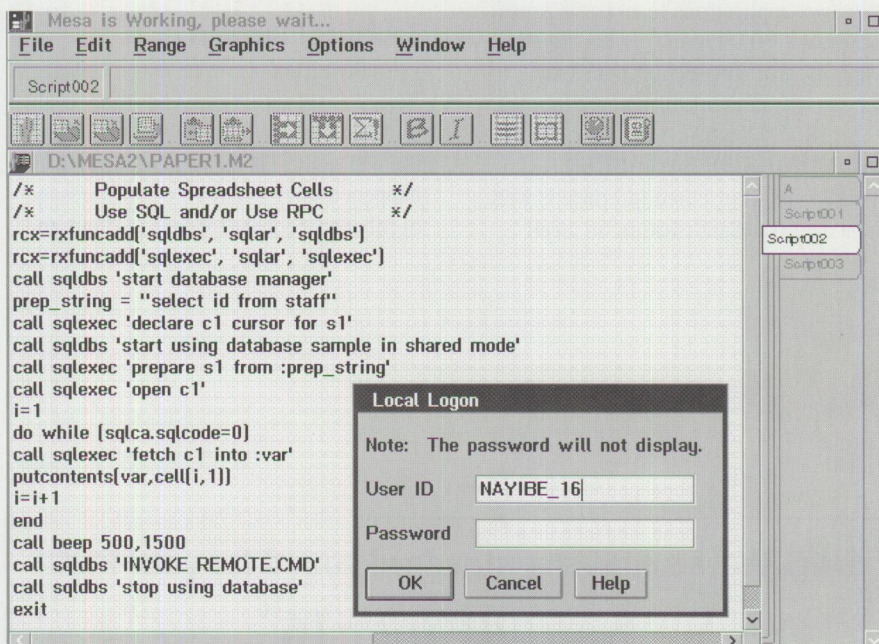 Mesa is Working, please wait...
File Edit Range Graphics Options Window Help
Script002
B I
D:\MESA2\PAPER1.M2
/* Populate Spreadsheet Cells */
/* Use SQL and/or Use RPC */
rcx=rxfuncadd('sqldbs', 'sqlar', 'sqldbs')
rcx=rxfuncadd('sqlexec', 'sqlar', 'sqlexec')
call sqldbs 'start database manager'
prep_string = "select id from staff"
call sqlexec 'declare c1 cursor for s1'
call sqldbs 'start using database sample in shared mode'
call sqlexec 'prepare s1 from :prep_string'
call sqlexec 'open c1'
i=1
do while (sqlca.sqlcode=0)
call sqlexec 'fetch c1 into :var'
putcontents(var,cell(i,1))
i=i+1
end
call beep 500,1500
call sqldbs 'INVOKE REMOTE.CMD'
call sqldbs 'stop using database'
exit
A
Script001
Script002
Script003
Local Logon
Note: The password will not display.
User ID NAYIBE_16
Password
OK Cancel Help